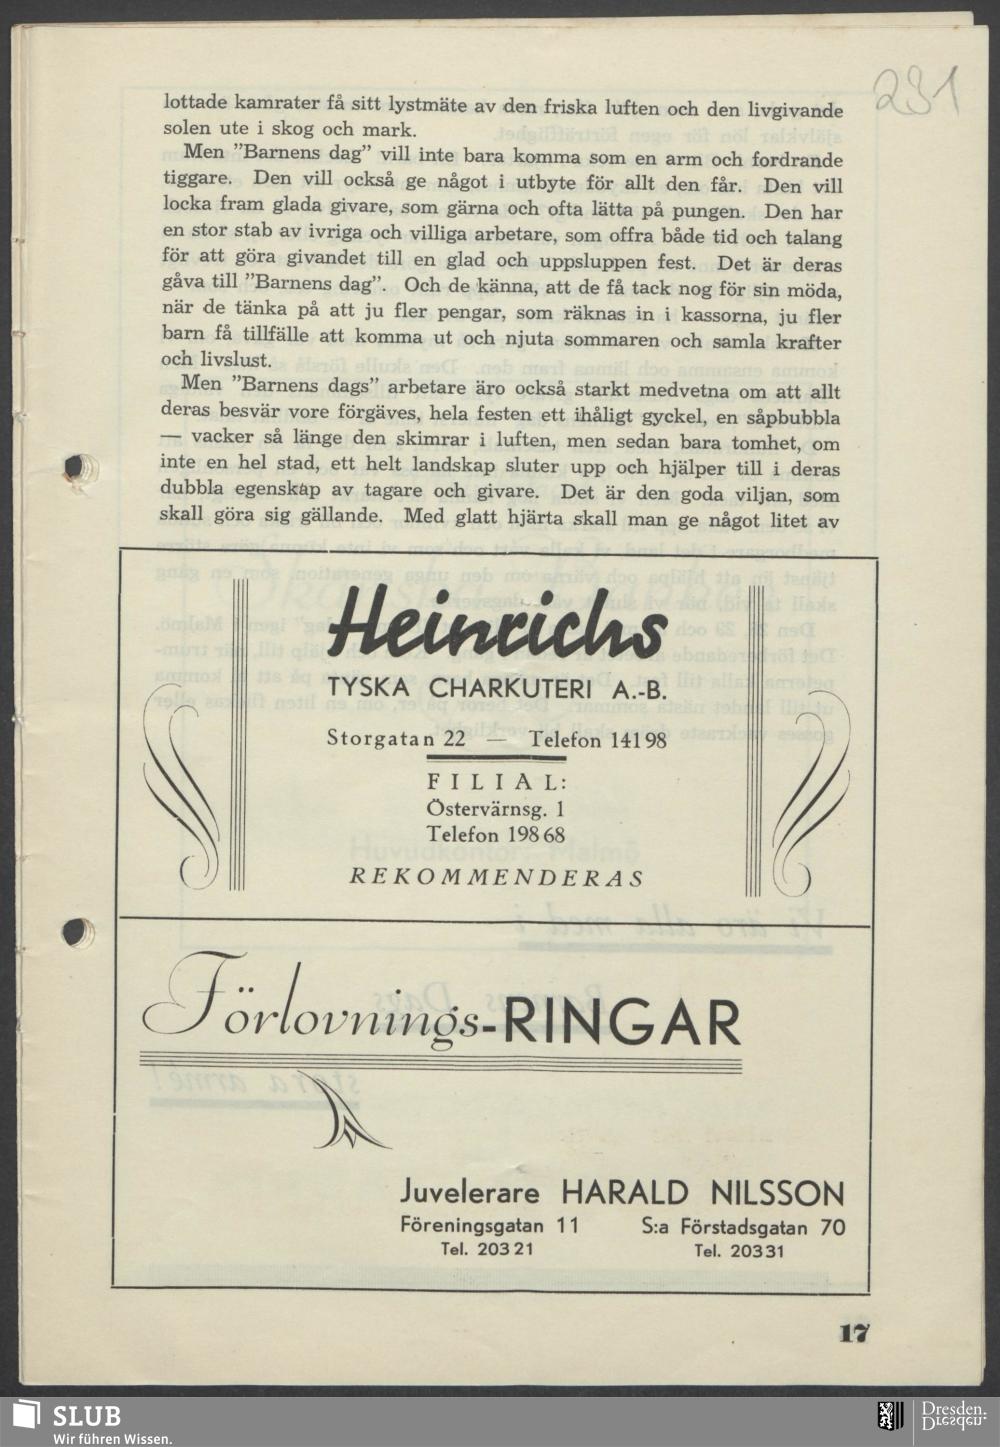 231
lottade kamrater få sitt lystmäte av den friska luften och den livgivande
solen ute i skog och mark.
Men ”Barnens dag” vill inte bara komma som en arm och fordrande
tiggare. Den vill också ge något i utbyte för allt den får. Den vill
locka fram glada givare, som gärna och ofta lätta på pungen. Den har
en stor stab av ivriga och villiga arbetare, som offra både tid och talang
för att göra givandet till en glad och uppsluppen fest. Det är deras
gåva till ”Barnens dag”. Och de känna, att de få tack nog för sin möda,
när de tänka på att ju fler pengar, som räknas in i kassorna, ju fler
barn få tillfälle att komma ut och njuta sommaren och samla krafter
och livslust.
Men ”Barnens dags” arbetare äro också starkt medvetna om att allt
deras besvär vore förgäves, hela festen ett ihåligt gyckel, en såpbubbla
— vacker så länge den skimrar i luften, men sedan bara tomhet, om
inte en hel stad, ett helt landskap sluter upp och hjälper till i deras
dubbla egenskap av tagare och givare. Det är den goda viljan, som
skall göra sig gällande. Med glatt hjärta skall man ge något litet av
Heinrichs
TYSKA CHARKUTERI A.-B.
Storgatan 22 — Telefon 141 98
FILIAL:
Östervärnsg. 1
Telefon 198 68
REKOMMENDERAS
Förlovnings-RINGAR
Juvelerare HARALD NILSSON
Föreningsgatan 11 S:a Förstadsgatan 70
Tel. 203 21 Tel. 203 31
17
SLUB
Wir führen Wissen.
Dresden.